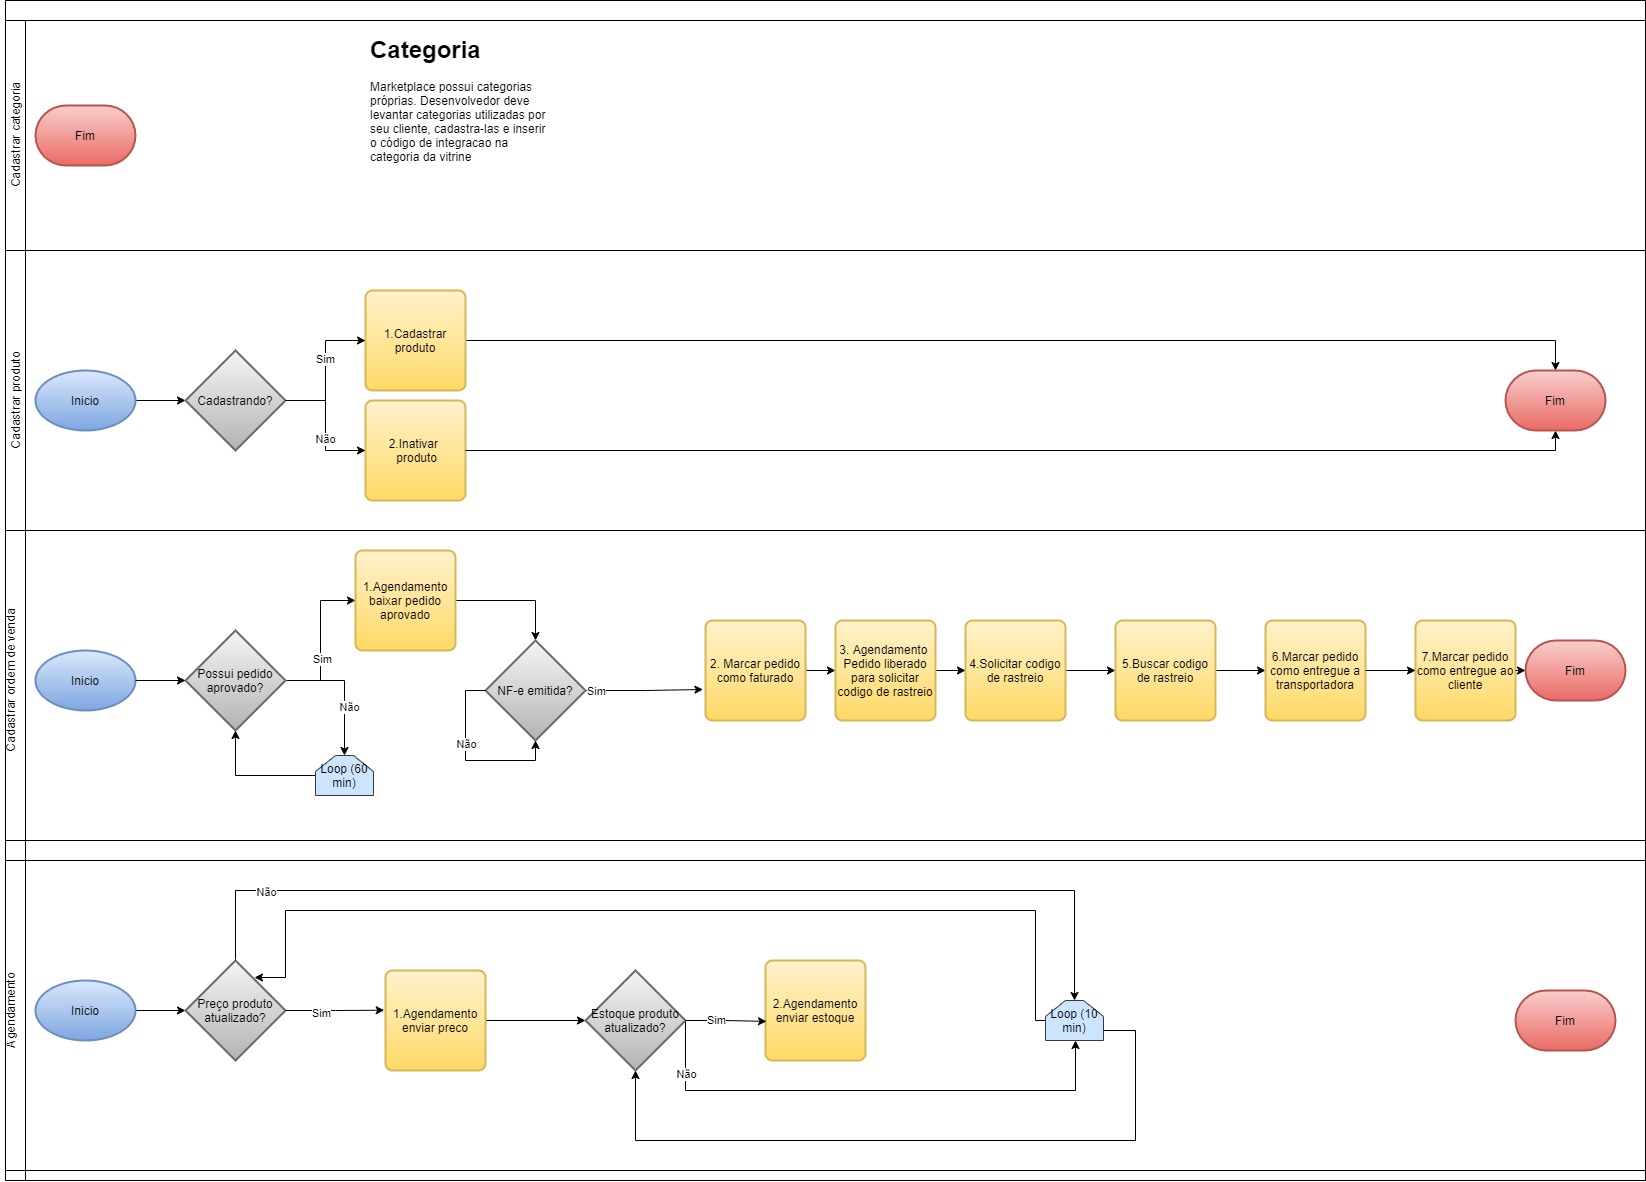 Cadastrar categoria
Fim
Categoria
Marketplace possui categorias
próprias. Desenvolvedor deve
levantar categorias utilizadas por
seu cliente, cadastra-las e inserir
o código de integracao na
categoria da vitrine
Cadastrar produto
Inicio
Cadastrando?
Sim
Não
1.Cadastrar
produto
2.Inativar
produto
Fim
Cadastrar ordem de venda
Inicio
Possui pedido
aprovado?
Sim
Não
Loop (60
min)
1.Agendamento
baixar pedido
aprovado
NF-e emitida?
Sim
Não
2. Marcar pedido
como faturado
3. Agendamento
Pedido liberado
para solicitar
codigo de rastreio
4.Solicitar codigo
de rastreio
5.Buscar codigo
de rastreio
6.Marcar pedido
como entregue a
transportadora
7.Marcar pedido
como entregue ao
cliente
Fim
Agendamento
Inicio
Preço produto
atualizado?
Não
Sim
1.Agendamento
enviar preco
Estoque produto
atualizado?
Sim
Não
2.Agendamento
enviar estoque
Loop (10
min)
Fim